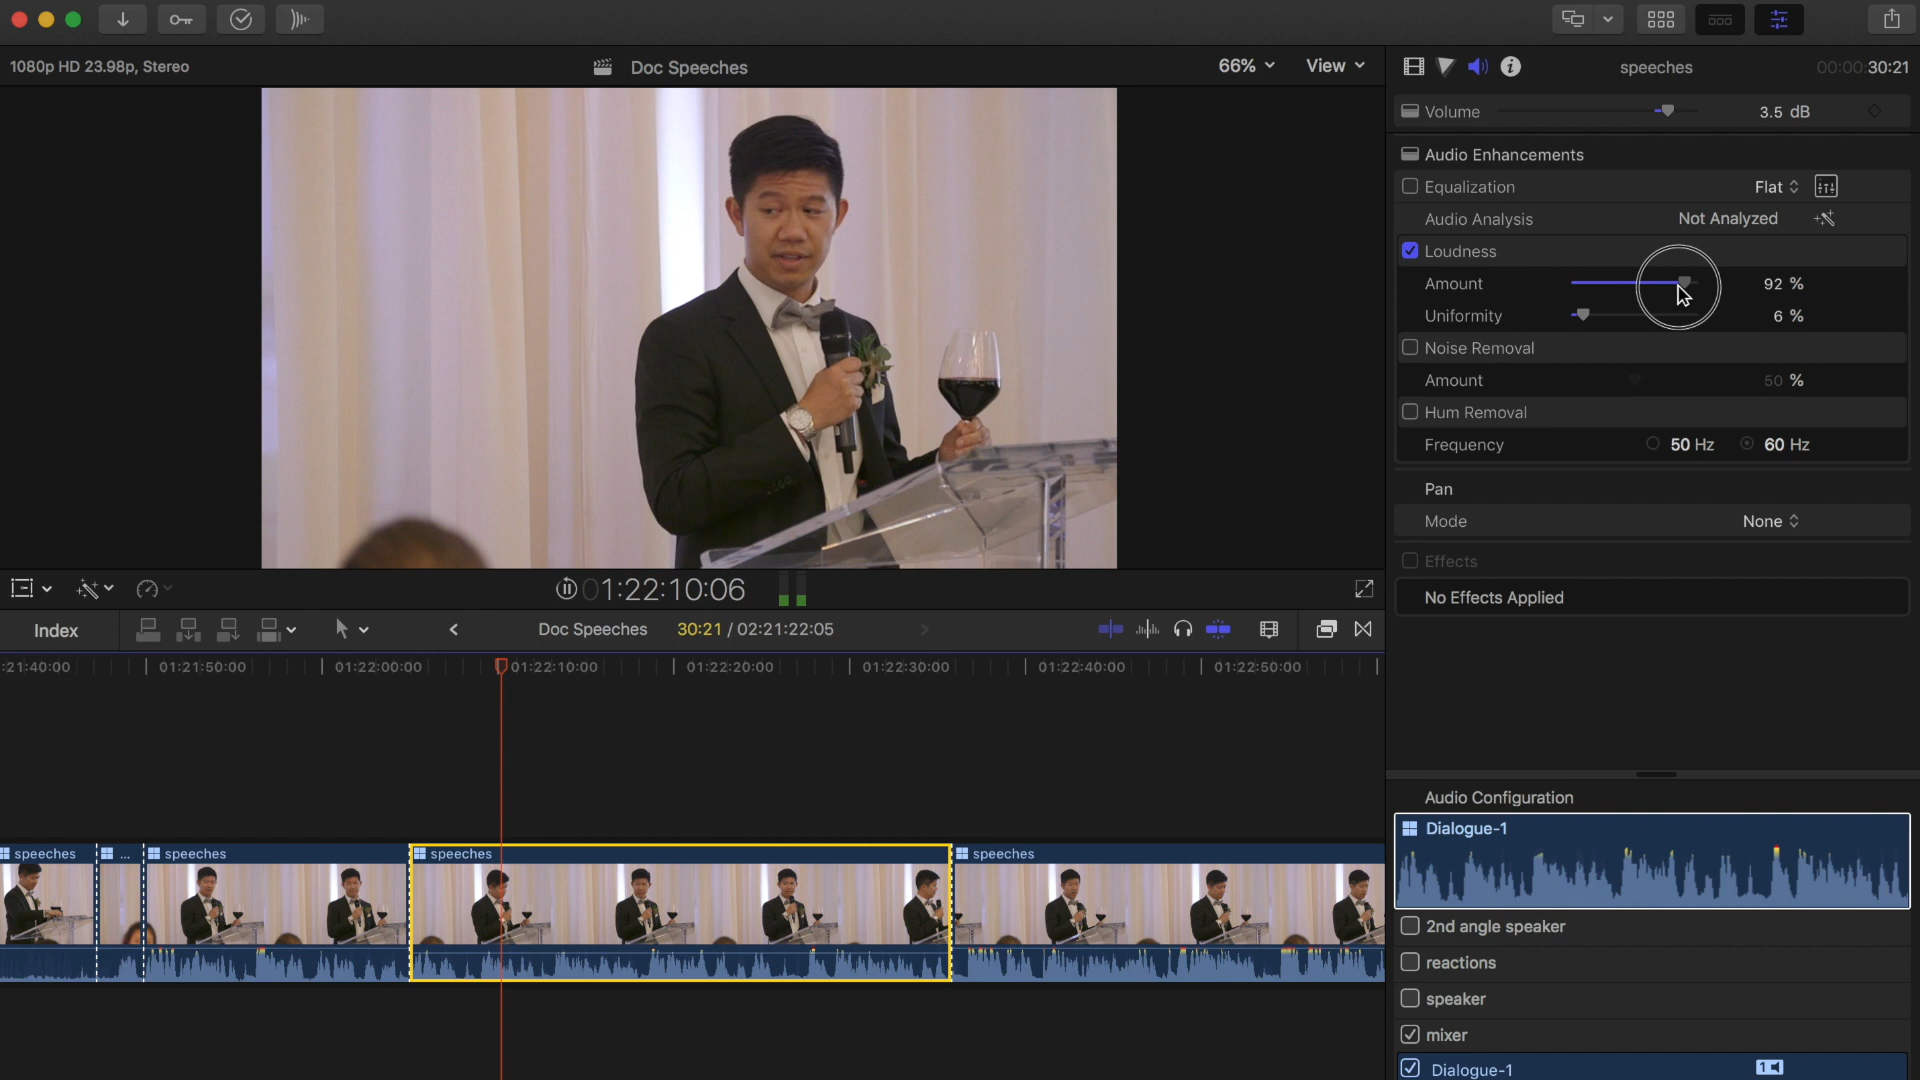 1080p HD 23.98p, Stereo
Doc Speeches
66%
View
speeches
00:00:30:21
Volume
3.5 dB
Audio Enhancements
Equalization
Flat
Audio Analysis
Not Analyzed
Loudness
Amount
92 %
Uniformity
6 %
Noise Removal
Amount
50 %
Hum Removal
Frequency
50 Hz
60 Hz
Pan
Mode
None
Effects
No Effects Applied
01:22:10:06
Index
Doc Speeches
30:21 / 02:21:22:05
:21:40:00
01:21:50:00
01:22:00:00
01:22:10:00
01:22:20:00
01:22:30:00
01:22:40:00
01:22:50:00
speeches
...
speeches
speeches
speeches
Audio Configuration
Dialogue-1
2nd angle speaker
reactions
speaker
mixer
Dialogue-1
1